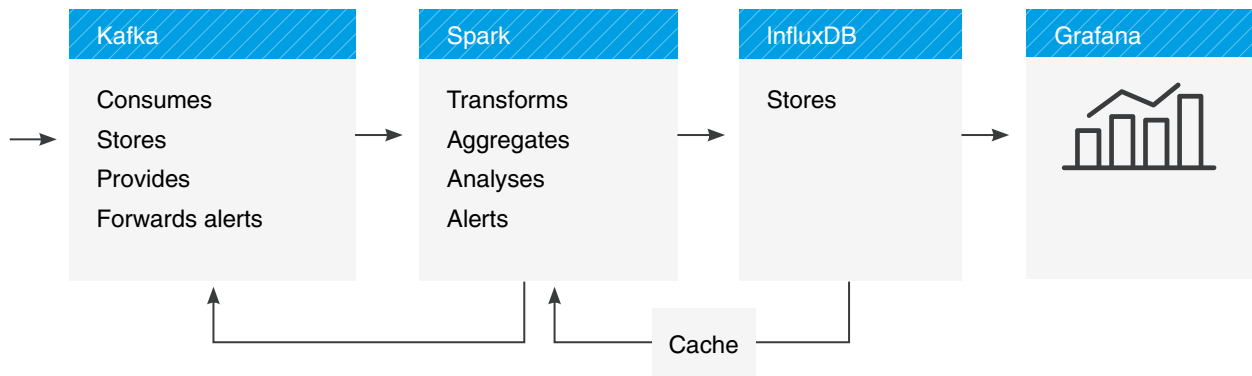 Kafka
Consumes
Stores
Provides
Forwards alerts
Spark
Transforms
Aggregates
Analyses
Alerts
InfluxDB
Stores
Grafana
Cache